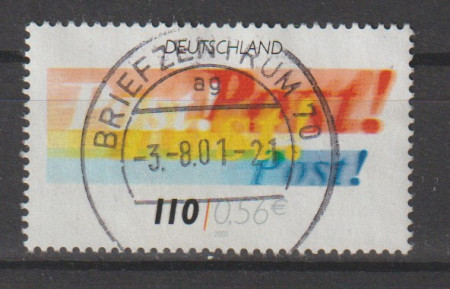 DEUTSCHLAND
BRIEFZENTRUM 10
ag
Post! Post!
-3.-8.01-21
Post!
110 0,56€